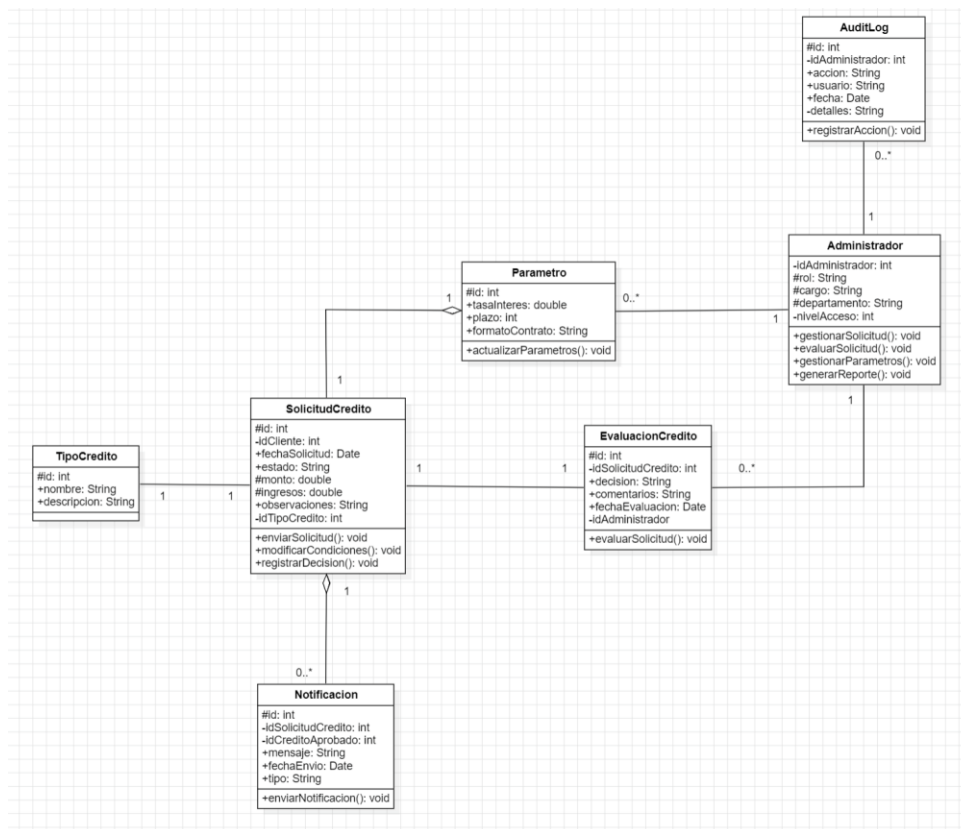 AuditLog
#id: int
-idAdministrador: int
+accion: String
+usuario: String
+fecha: Date
-detalles: String
+registrarAccion(): void
0..*
1
Administrador
-idAdministrador: int
#rol: String
#cargo: String
#departamento: String
-nivelAcceso: int
+gestionarSolicitud(): void
+evaluarSolicitud(): void
+gestionarParametros(): void
+generarReporte(): void
Parametro
#id: int
+tasaInteres: double
+plazo: int
+formatoContrato: String
+actualizarParametros(): void
1
0..*
1
1
1
SolicitudCredito
#id: int
-idCliente: int
+fechaSolicitud: Date
+estado: String
#monto: double
#ingresos: double
+observaciones: String
-idTipoCredito: int
+enviarSolicitud(): void
+modificarCondiciones(): void
+registrarDecision(): void
EvaluacionCredito
#id: int
-idSolicitudCredito: int
+decision: String
+comentarios: String
+fechaEvaluacion: Date
-idAdministrador
+evaluarSolicitud(): void
TipoCredito
#id: int
+nombre: String
+descripcion: String
1
1
1
1
0..*
1
0..*
Notificacion
#id: int
-idSolicitudCredito: int
-idCreditoAprobado: int
+mensaje: String
+fechaEnvio: Date
+tipo: String
+enviarNotificacion(): void